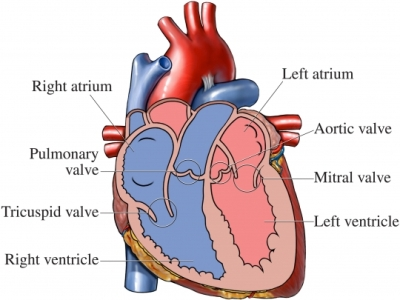 Right atrium
Pulmonary
valve
Tricuspid valve
Right ventricle
Left atrium
Aortic valve
Mitral valve
Left ventricle